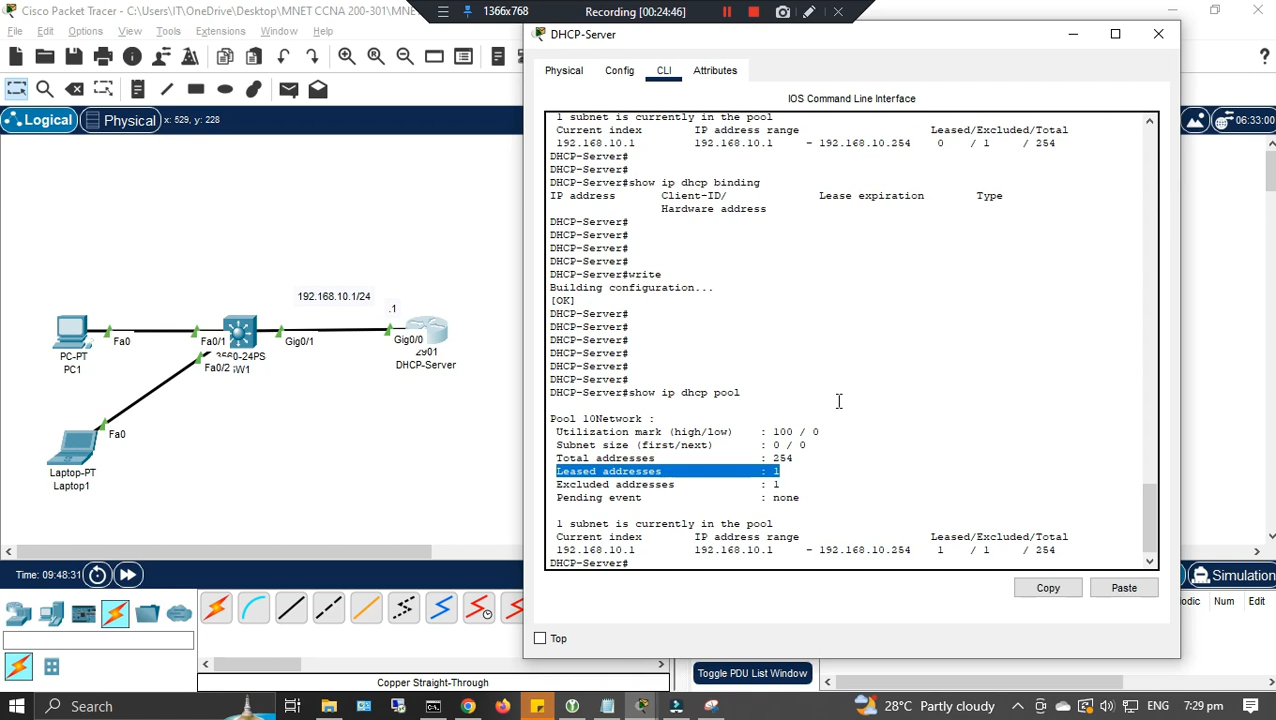 Cisco Packet Tracer - C:\Users\IT\OneDrive\Desktop\MNET CCNA 200-301\MNE
1366x768
Recording [00:24:46]
File Edit Options View Tools Extensions Window Help
DHCP-Server
Physical Config CLI Attributes
Logical
Physical
x: 529, y: 228
06:33:00
IOS Command Line Interface
1 subnet is currently in the pool
Current index IP address range Leased/Excluded/Total
192.168.10.1 192.168.10.1 - 192.168.10.254 0 / 1 / 254
DHCP-Server#
DHCP-Server#
DHCP-Server#show ip dhcp binding
IP address Client-ID/ Lease expiration Type
Hardware address
DHCP-Server#
DHCP-Server#
DHCP-Server#
DHCP-Server#
DHCP-Server#write
Building configuration...
[OK]
DHCP-Server#
DHCP-Server#
DHCP-Server#
DHCP-Server#
DHCP-Server#
DHCP-Server#
DHCP-Server#show ip dhcp pool
Pool 10Network :
Utilization mark (high/low) : 100 / 0
Subnet size (first/next) : 0 / 0
Total addresses : 254
Leased addresses : 1
Excluded addresses : 1
Pending event : none
1 subnet is currently in the pool
Current index IP address range Leased/Excluded/Total
192.168.10.1 192.168.10.1 - 192.168.10.254 1 / 1 / 254
DHCP-Server#
Copy
Paste
Top
192.168.10.1/24
.1
Fa0
Fa0/1
Gig0/1
Gig0/0
PC-PT
PC1
3560-24PS
Fa0/2
2901
DHCP-Server
Fa0
Laptop-PT
Laptop1
Time: 09:48:31
Simulation
Num Edit
Copper Straight-Through
Toggle PDU List Window
Search
28°C Partly cloudy
ENG
7:29 pm